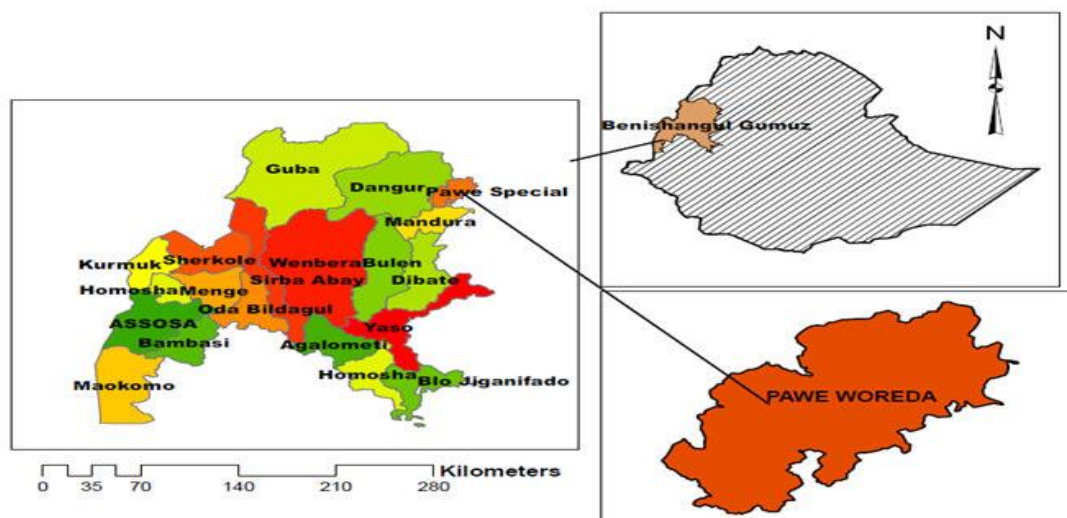 N
Benishangul Gumuz
Guba
Dangur
Pawe Special
Mandura
Kurmuk
Sherkole
Wenbera
Bulen
Homosha
Menge
Sirba Abay
Dibate
Oda Bildagul
ASSOSA
Yaso
Bambasi
Agalometi
Maokomo
Homosha
Blo Jiganifado
PAWE WOREDA
Kilometers
0 35 70 140 210 280